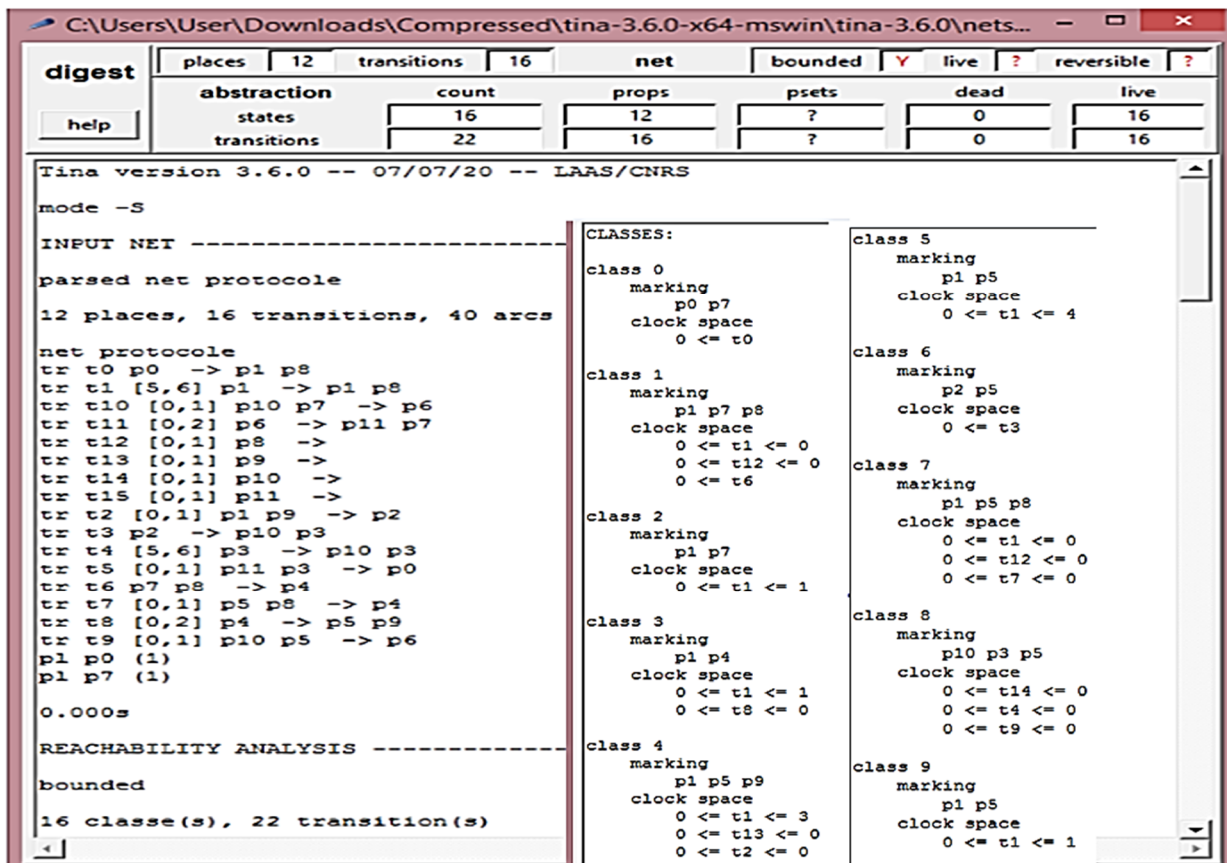 C:\Users\User\Downloads\Compressed\tina-3.6.0-x64-mswin\tina-3.6.0\nets...
digest
places 12 transitions 16 net bounded Y live ? reversible ?
abstraction count props psets dead live
help
states 16 12 ? 0 16
transitions 22 16 ? 0 16
Tina version 3.6.0 -- 07/07/20 -- LAAS/CNRS
mode -S
INPUT NET -------------------------
parsed net protocole
12 places, 16 transitions, 40 arcs
net protocole
tr t0 p0 -> p1 p8
tr t1 [5,6] p1 -> p1 p8
tr t10 [0,1] p10 p7 -> p6
tr t11 [0,2] p6 -> p11 p7
tr t12 [0,1] p8 ->
tr t13 [0,1] p9 ->
tr t14 [0,1] p10 ->
tr t15 [0,1] p11 ->
tr t2 [0,1] p1 p9 -> p2
tr t3 p2 -> p10 p3
tr t4 [5,6] p3 -> p10 p3
tr t5 [0,1] p11 p3 -> p0
tr t6 p7 p8 -> p4
tr t7 [0,1] p5 p8 -> p4
tr t8 [0,2] p4 -> p5 p9
tr t9 [0,1] p10 p5 -> p6
pl p0 (1)
pl p7 (1)
0.000s
REACHABILITY ANALYSIS -------------
bounded
16 classe(s), 22 transition(s)
CLASSES:
class 0
marking
p0 p7
clock space
0 <= t0
class 1
marking
p1 p7 p8
clock space
0 <= t1 <= 0
0 <= t12 <= 0
0 <= t6
class 2
marking
p1 p7
clock space
0 <= t1 <= 1
class 3
marking
p1 p4
clock space
0 <= t1 <= 1
0 <= t8 <= 0
class 4
marking
p1 p5 p9
clock space
0 <= t1 <= 3
0 <= t13 <= 0
0 <= t2 <= 0
class 5
marking
p1 p5
clock space
0 <= t1 <= 4
class 6
marking
p2 p5
clock space
0 <= t3
class 7
marking
p1 p5 p8
clock space
0 <= t1 <= 0
0 <= t12 <= 0
0 <= t7 <= 0
class 8
marking
p10 p3 p5
clock space
0 <= t14 <= 0
0 <= t4 <= 0
0 <= t9 <= 0
class 9
marking
p1 p5
clock space
0 <= t1 <= 1